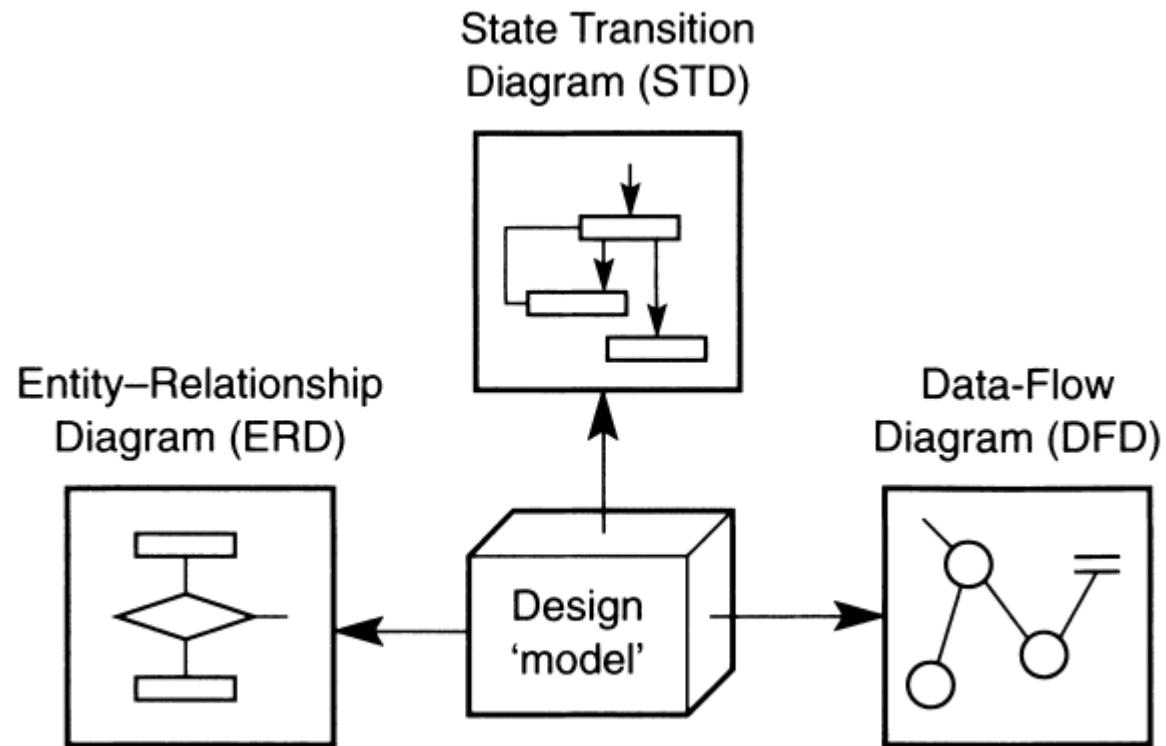 State Transition
Diagram (STD)
Entity–Relationship
Diagram (ERD)
Data-Flow
Diagram (DFD)
Design
‘model’